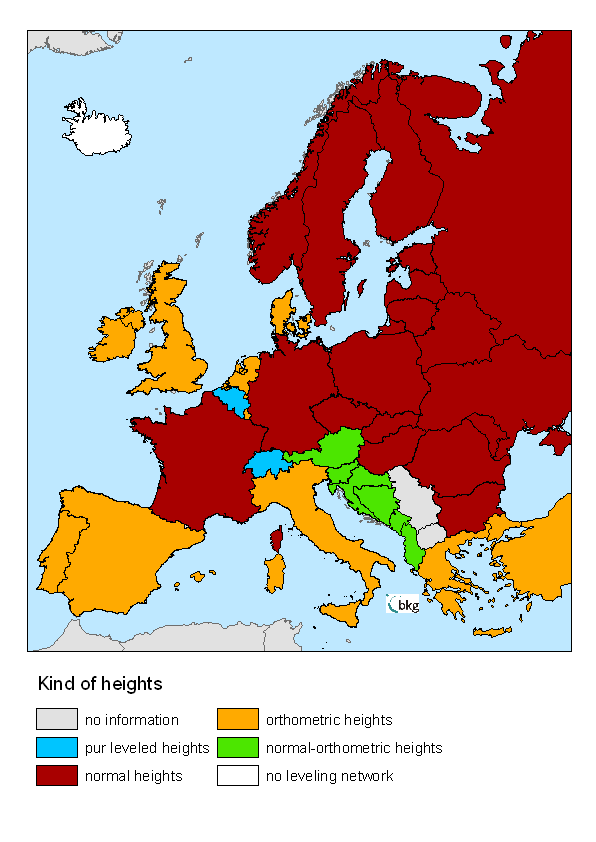 bkg
Kind of heights
no information
orthometric heights
pur leveled heights
normal-orthometric heights
normal heights
no leveling network